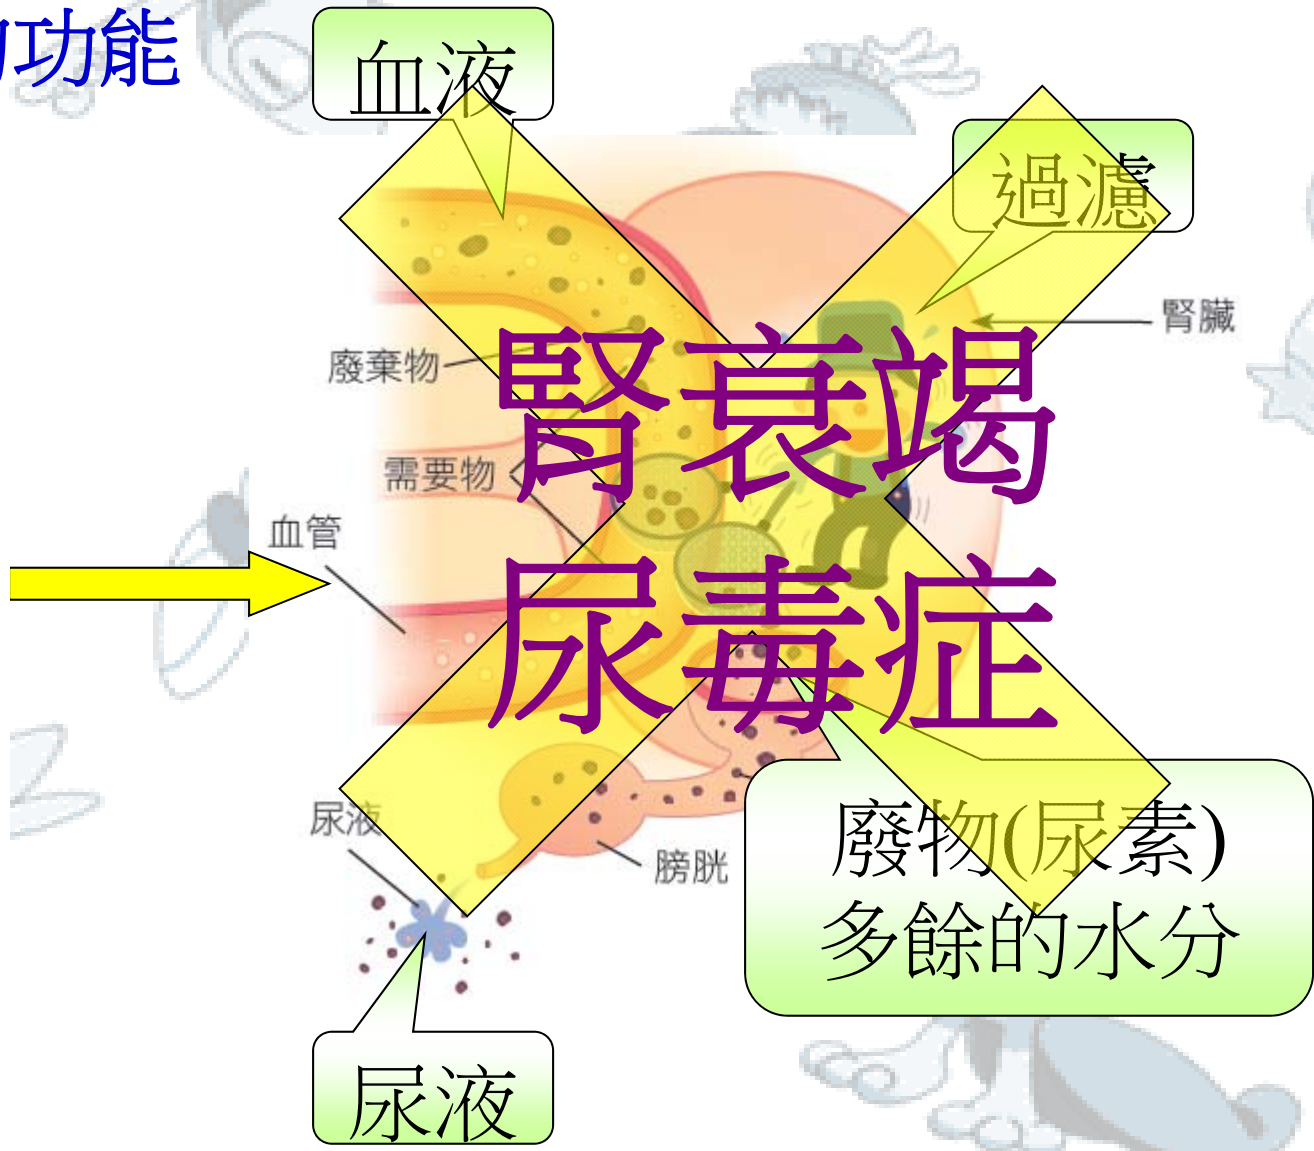 功能
血液
過濾
腎臟
廢棄物
腎衰竭
需要物
血管
尿毒症
尿液
膀胱
廢物(尿素)
多餘的水分
尿液